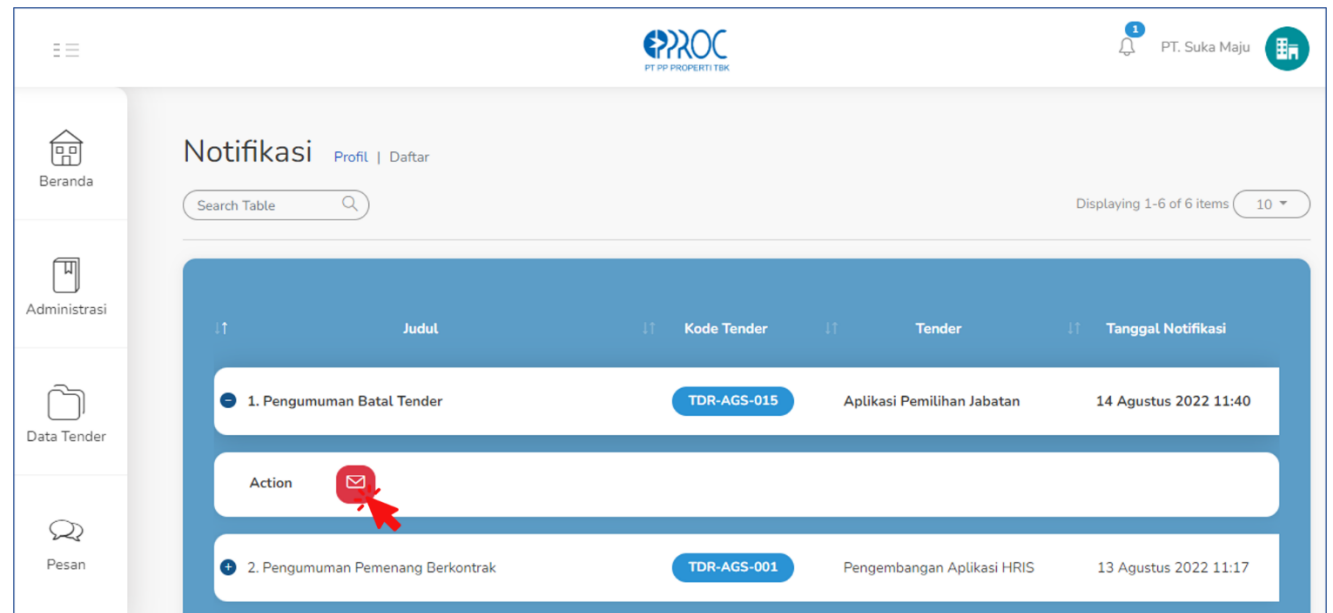 EPROC
PT PP PROPERTI TBK
1
PT. Suka Maju
Beranda
Administrasi
Data Tender
Pesan
Notifikasi Profil | Daftar
Search Table
Displaying 1-6 of 6 items 10
Judul Kode Tender Tender Tanggal Notifikasi
1. Pengumuman Batal Tender TDR-AGS-015 Aplikasi Pemilihan Jabatan 14 Agustus 2022 11:40
Action
2. Pengumuman Pemenang Berkontrak TDR-AGS-001 Pengembangan Aplikasi HRIS 13 Agustus 2022 11:17